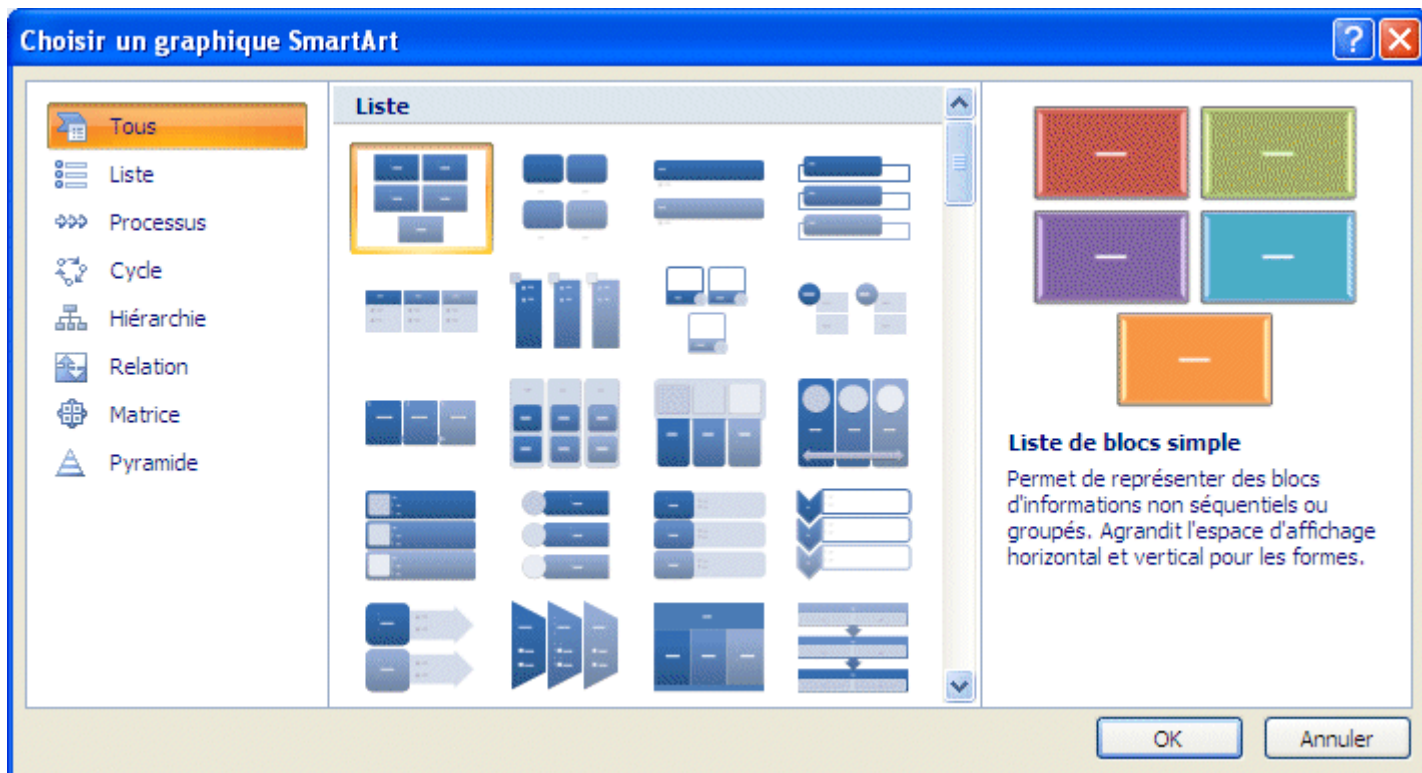 Choisir un graphique SmartArt
Tous
Liste
Processus
Cycle
Hiérarchie
Relation
Matrice
Pyramide
Liste
Liste de blocs simple
Permet de représenter des blocs
d'informations non séquentiels ou
groupés. Agrandit l'espace d'affichage
horizontal et vertical pour les formes.
OK
Annuler